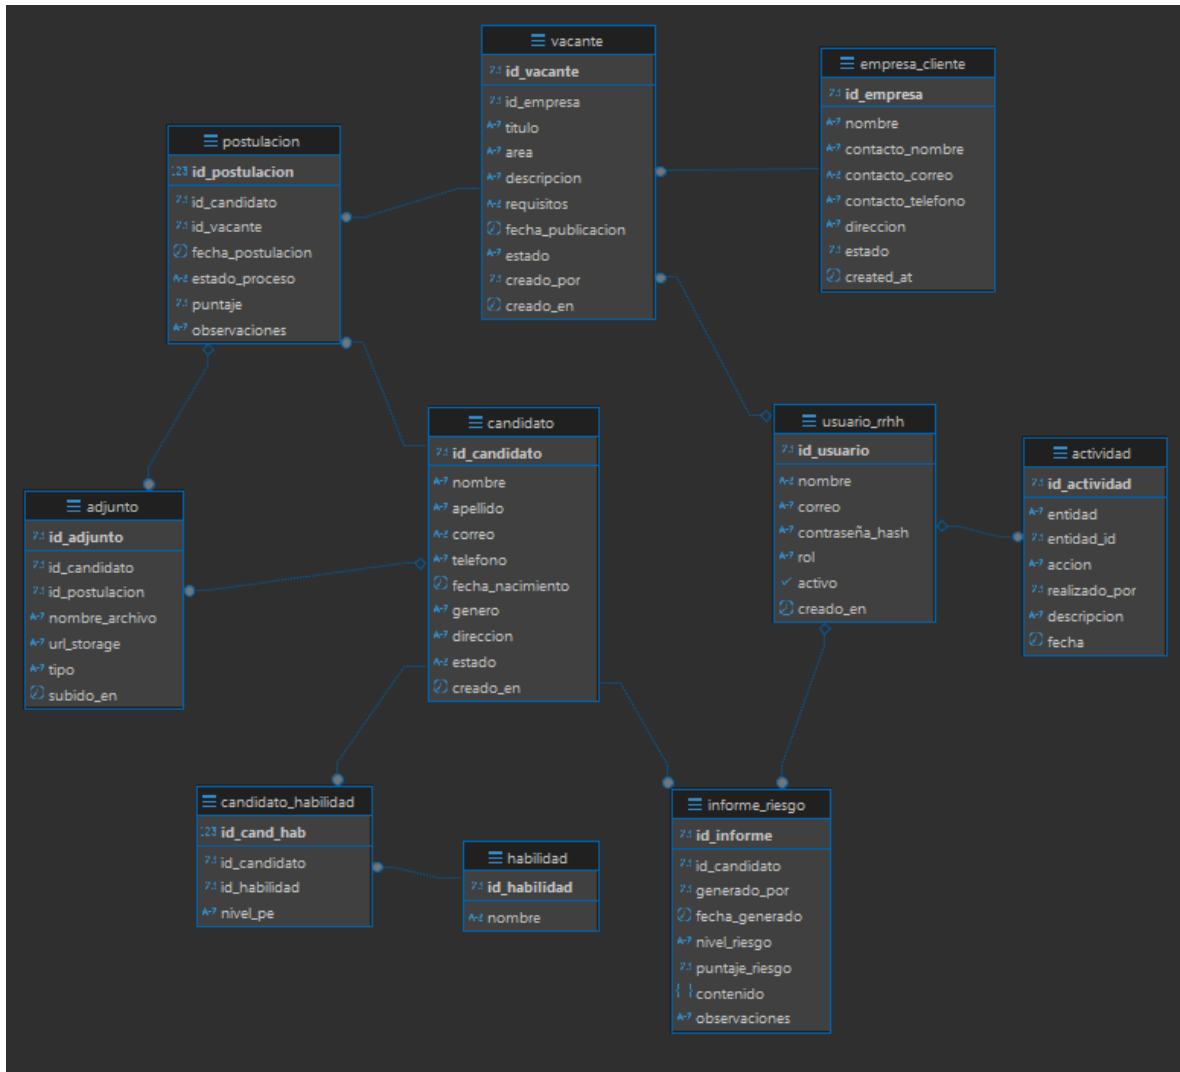 vacante
id_vacante
id_empresa
titulo
area
descripcion
requisitos
fecha_publicacion
estado
creado_por
creado_en
empresa_cliente
id_empresa
nombre
contacto_nombre
contacto_correo
contacto_telefono
direccion
estado
created_at
postulacion
123 id_postulacion
id_candidato
id_vacante
fecha_postulacion
estado_proceso
puntaje
observaciones
candidato
id_candidato
nombre
apellido
correo
telefono
fecha_nacimiento
genero
direccion
estado
creado_en
usuario_rrhh
id_usuario
nombre
correo
contraseña_hash
rol
activo
creado_en
actividad
id_actividad
entidad
entidad_id
accion
realizado_por
descripcion
fecha
adjunto
id_adjunto
id_candidato
id_postulacion
nombre_archivo
url_storage
tipo
subido_en
candidato_habilidad
123 id_cand_hab
id_candidato
id_habilidad
nivel_pe
habilidad
id_habilidad
nombre
informe_riesgo
id_informe
id_candidato
generado_por
fecha_generado
nivel_riesgo
puntaje_riesgo
contenido
observaciones